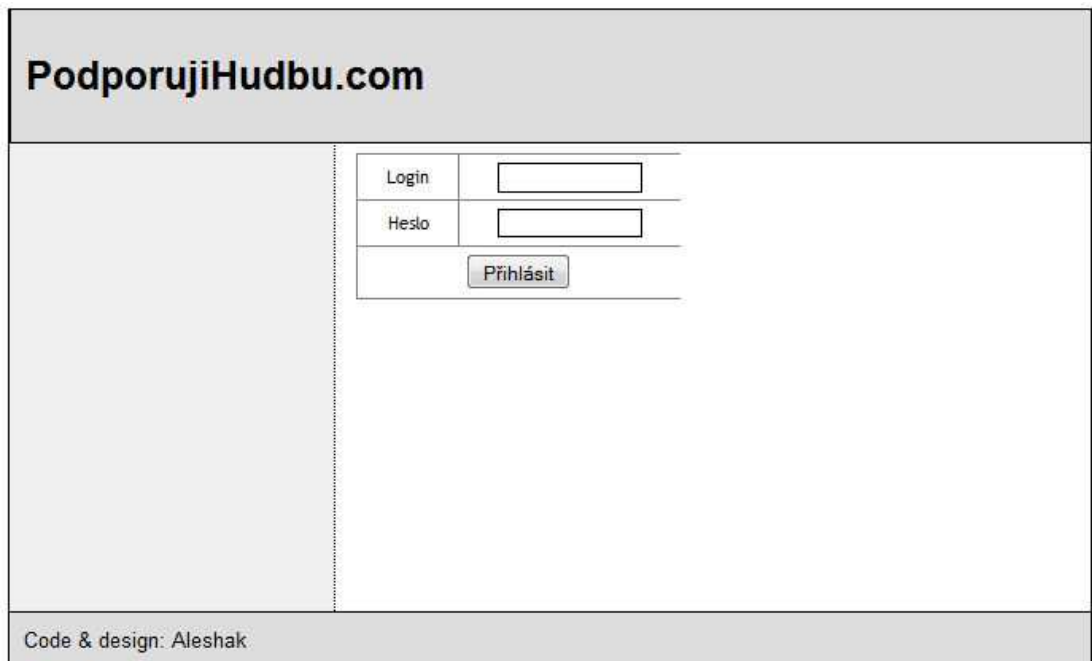 PodporujiHudbu.com
Login
Heslo
Přihlásit
Code & design: Aleshak